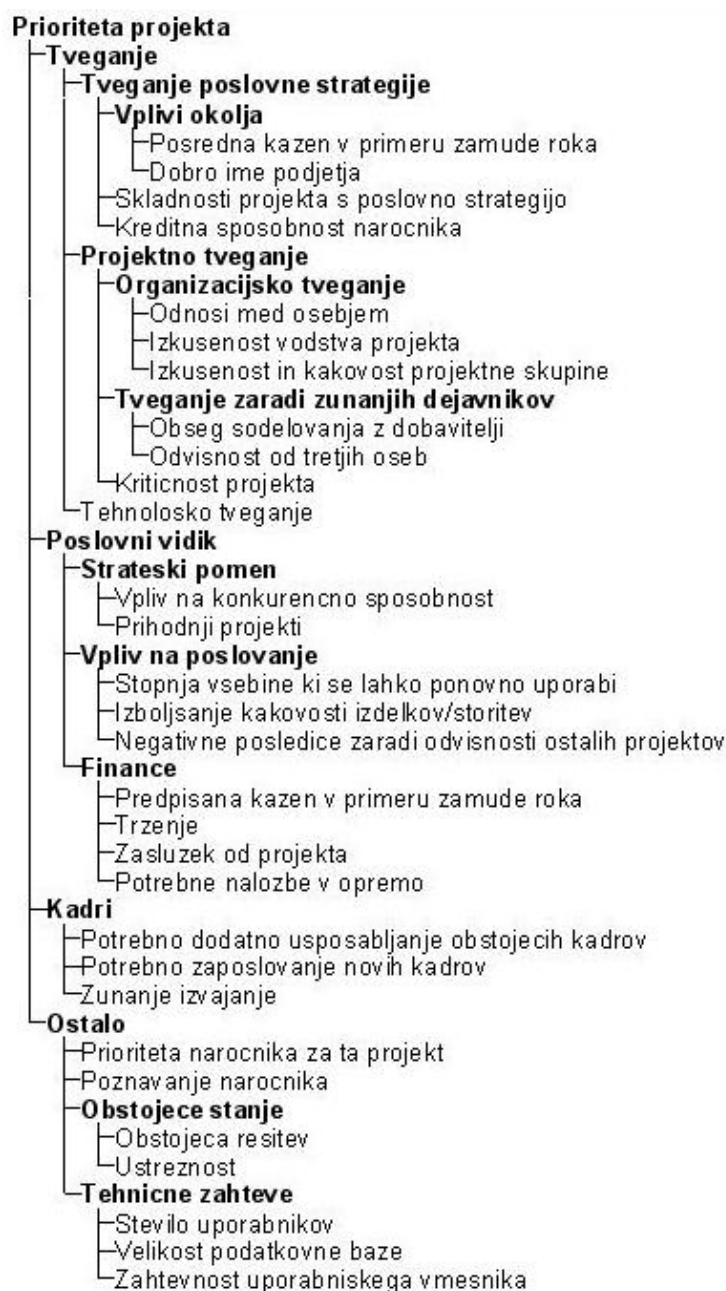 Prioriteta projekta
Tveganje
Tveganje poslovne strategije
Vplivi okolja
Posredna kazen v primeru zamude roka
Dobro ime podjetja
Skladnosti projekta s poslovno strategijo
Kreditna sposobnost narocnika
Projektno tveganje
Organizacijsko tveganje
Odnosi med osebjem
Izkusenost vodstva projekta
Izkusenost in kakovost projektne skupine
Tveganje zaradi zunanjih dejavnikov
Obseg sodelovanja z dobavitelji
Odvisnost od tretjih oseb
Kriticnost projekta
Tehnolosko tveganje
Poslovni vidik
Strateski pomen
Vpliv na konkurencno sposobnost
Prihodnji projekti
Vpliv na poslovanje
Stopnja vsebine ki se lahko ponovno uporabi
Izboljsanje kakovosti izdelkov/storitev
Negativne posledice zaradi odvisnosti ostalih projektov
Finance
Predpisana kazen v primeru zamude roka
Trzenje
Zasluzek od projekta
Potrebne nalozbe v opremo
Kadri
Potrebno dodatno usposabljanje obstojecih kadrov
Potrebno zaposlovanje novih kadrov
Zunanje izvajanje
Ostalo
Prioriteta narocnika za ta projekt
Poznavanje narocnika
Obstojece stanje
Obstojeca resitev
Ustreznost
Tehnicne zahteve
Stevilo uporabnikov
Velikost podatkovne baze
Zahtevnost uporabniskega vmesnika